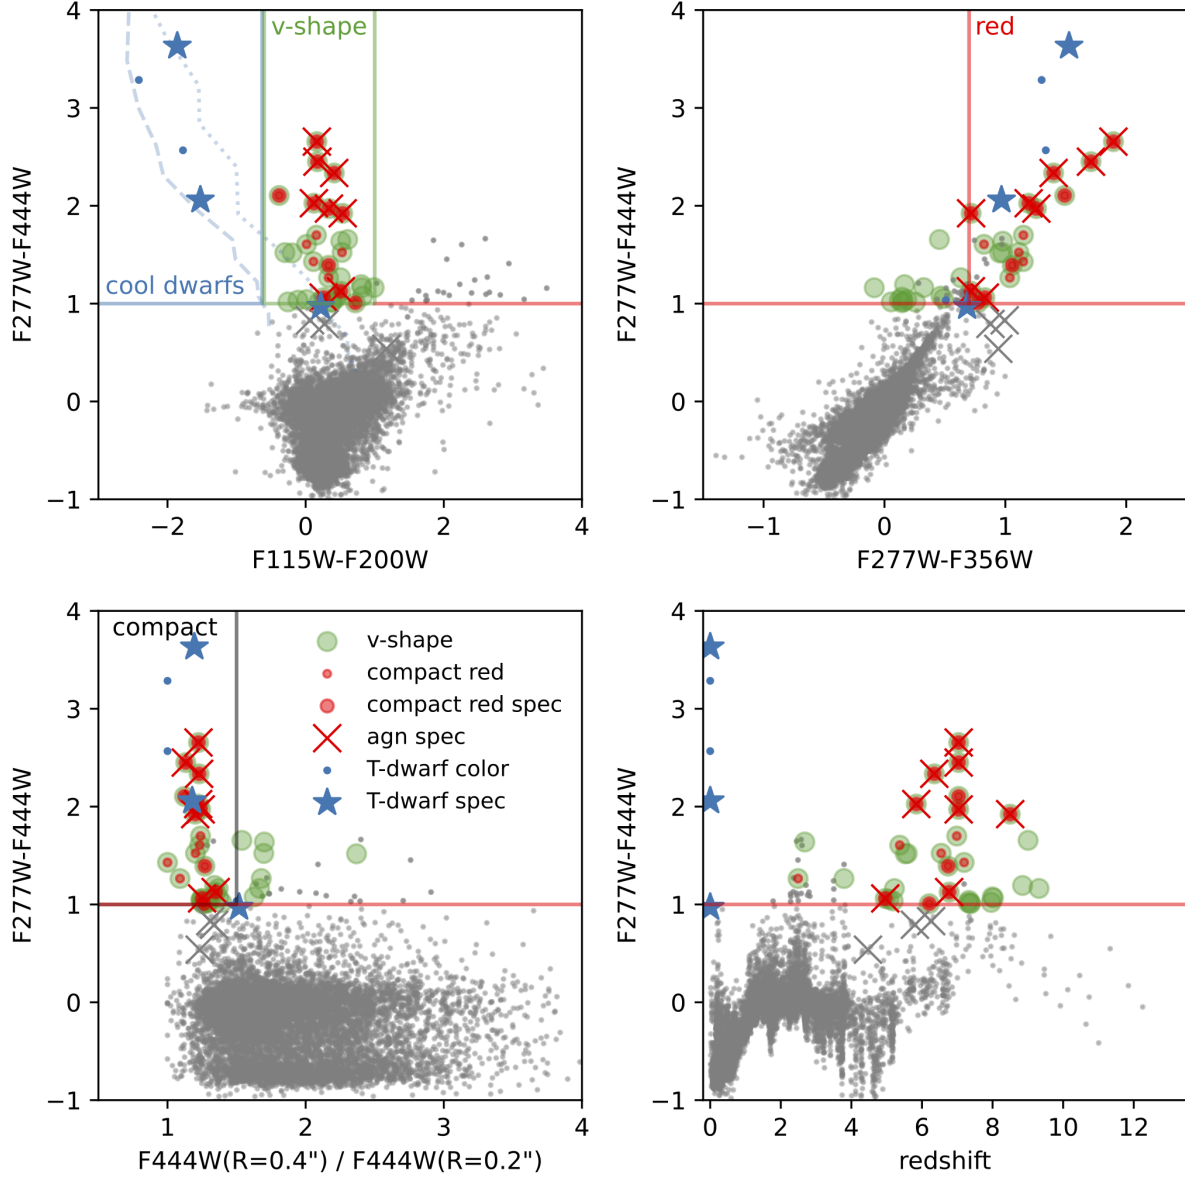 4
3
2
1
0
−1
F277W-F444W
v-shape
cool dwarfs
−2
0
2
4
F115W-F200W
4
3
2
1
0
−1
F277W-F444W
red
−1
0
1
2
F277W-F356W
4
3
2
1
0
−1
F277W-F444W
compact
v-shape
compact red
compact red spec
agn spec
T-dwarf color
T-dwarf spec
1
2
3
4
F444W(R=0.4") / F444W(R=0.2")
4
3
2
1
0
−1
F277W-F444W
0
2
4
6
8
10
12
redshift